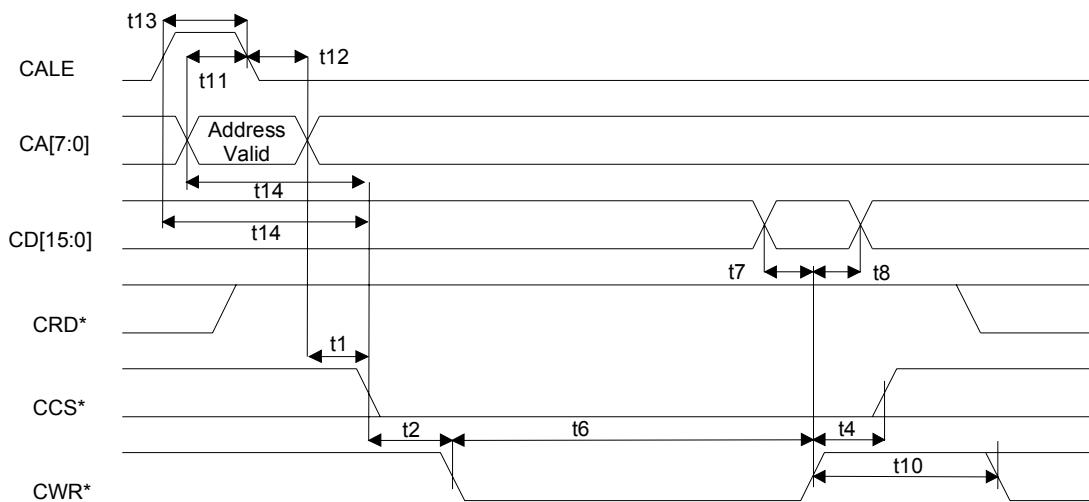 t13
t12
CALE
t11
CA[7:0]
Address
Valid
t14
t14
CD[15:0]
t7
t8
CRD*
t1
CCS*
t2
t6
t4
t10
CWR*